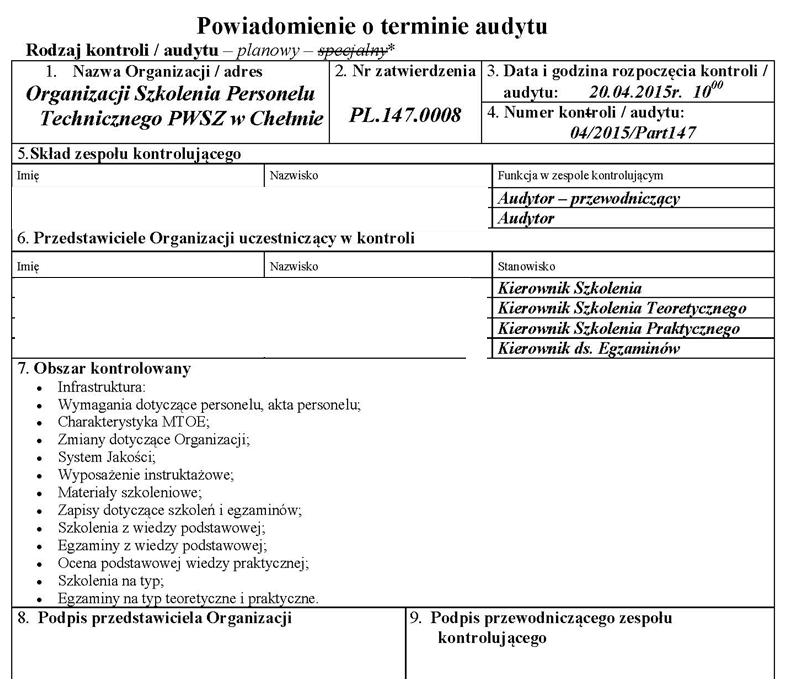 Powiadomienie o terminie audytu
Rodzaj kontroli / audytu – planowy – specjalny*
1. Nazwa Organizacji / adres
Organizacji Szkolenia Personelu
Technicznego PWSZ w Chełmie
2. Nr zatwierdzenia
PL.147.0008
3. Data i godzina rozpoczęcia kontroli /
audytu: 20.04.2015r. 10⁰⁰
4. Numer kontroli / audytu:
04/2015/Part147
5.Skład zespołu kontrolującego
Imię Nazwisko Funkcja w zespole kontrolującym
Audytor – przewodniczący
Audytor
6. Przedstawiciele Organizacji uczestniczący w kontroli
Imię Nazwisko Stanowisko
Kierownik Szkolenia
Kierownik Szkolenia Teoretycznego
Kierownik Szkolenia Praktycznego
Kierownik ds. Egzaminów
7. Obszar kontrolowany
• Infrastruktura:
• Wymagania dotyczące personelu, akta personelu;
• Charakterystyka MTOE;
• Zmiany dotyczące Organizacji;
• System Jakości;
• Wyposażenie instruktażowe;
• Materiały szkoleniowe;
• Zapisy dotyczące szkoleń i egzaminów;
• Szkolenia z wiedzy podstawowej;
• Egzaminy z wiedzy podstawowej;
• Ocena podstawowej wiedzy praktycznej;
• Szkolenia na typ;
• Egzaminy na typ teoretyczne i praktyczne.
8. Podpis przedstawiciela Organizacji
9. Podpis przewodniczącego zespołu
kontrolującego